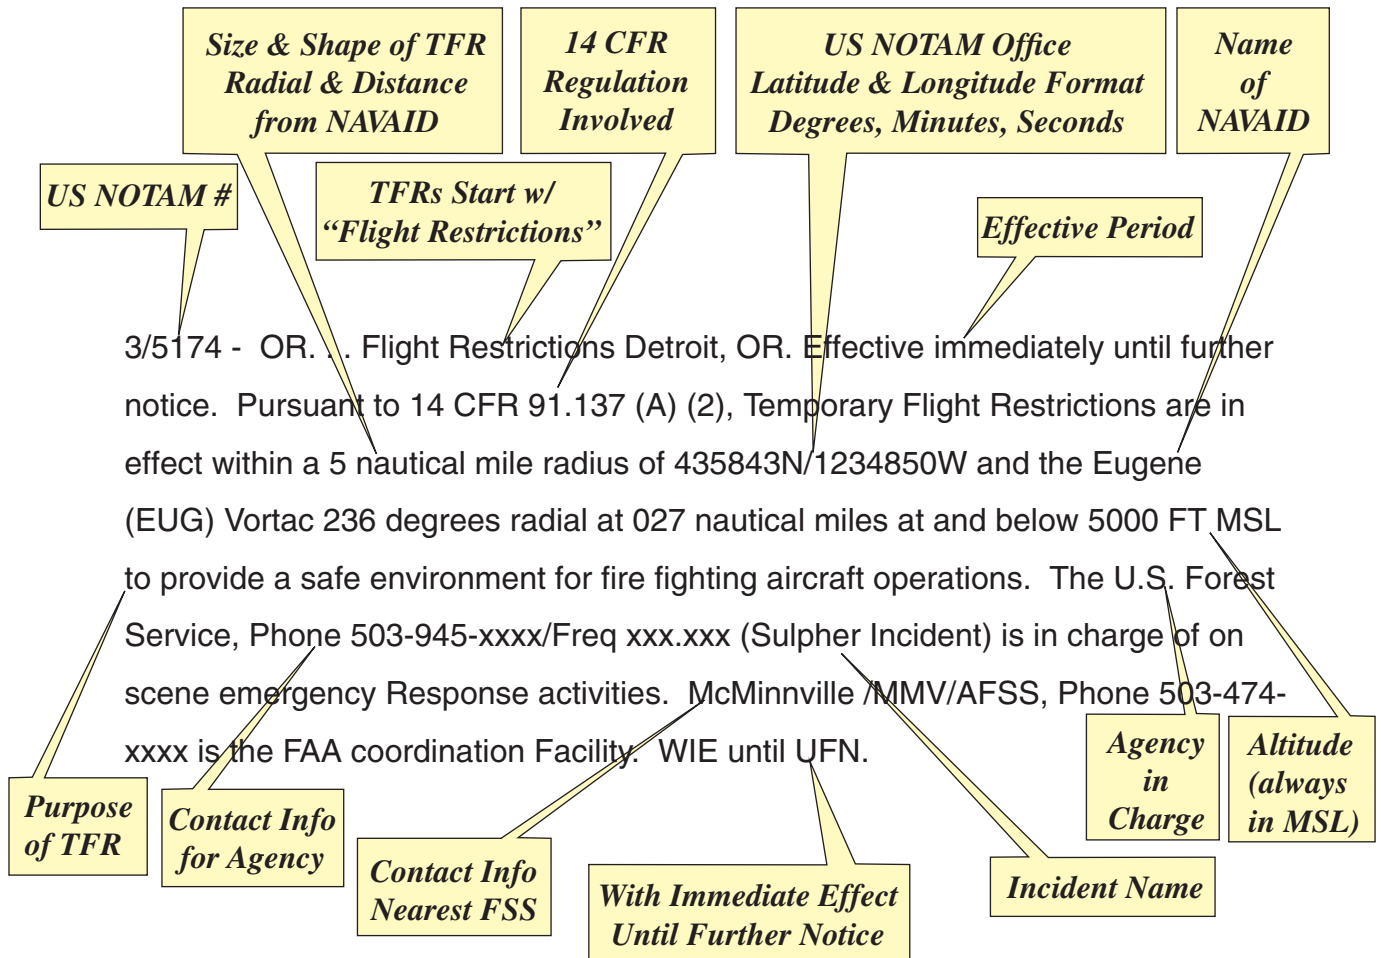 Size & Shape of TFR
Radial & Distance
from NAVAID
14 CFR
Regulation
Involved
US NOTAM Office
Latitude & Longitude Format
Degrees, Minutes, Seconds
Name
of
NAVAID
US NOTAM #
TFRs Start w/
“Flight Restrictions”
Effective Period
3/5174 - OR. . . Flight Restrictions Detroit, OR. Effective immediately until further
notice. Pursuant to 14 CFR 91.137 (A) (2), Temporary Flight Restrictions are in
effect within a 5 nautical mile radius of 435843N/1234850W and the Eugene
(EUG) Vortac 236 degrees radial at 027 nautical miles at and below 5000 FT MSL
to provide a safe environment for fire fighting aircraft operations. The U.S. Forest
Service, Phone 503-945-xxxx/Freq xxx.xxx (Sulpher Incident) is in charge of on
scene emergency Response activities. McMinnville /MMV/AFSS, Phone 503-474-
xxxx is the FAA coordination Facility. WIE until UFN.
Purpose
of TFR
Contact Info
for Agency
Contact Info
Nearest FSS
With Immediate Effect
Until Further Notice
Incident Name
Agency
in
Charge
Altitude
(always
in MSL)